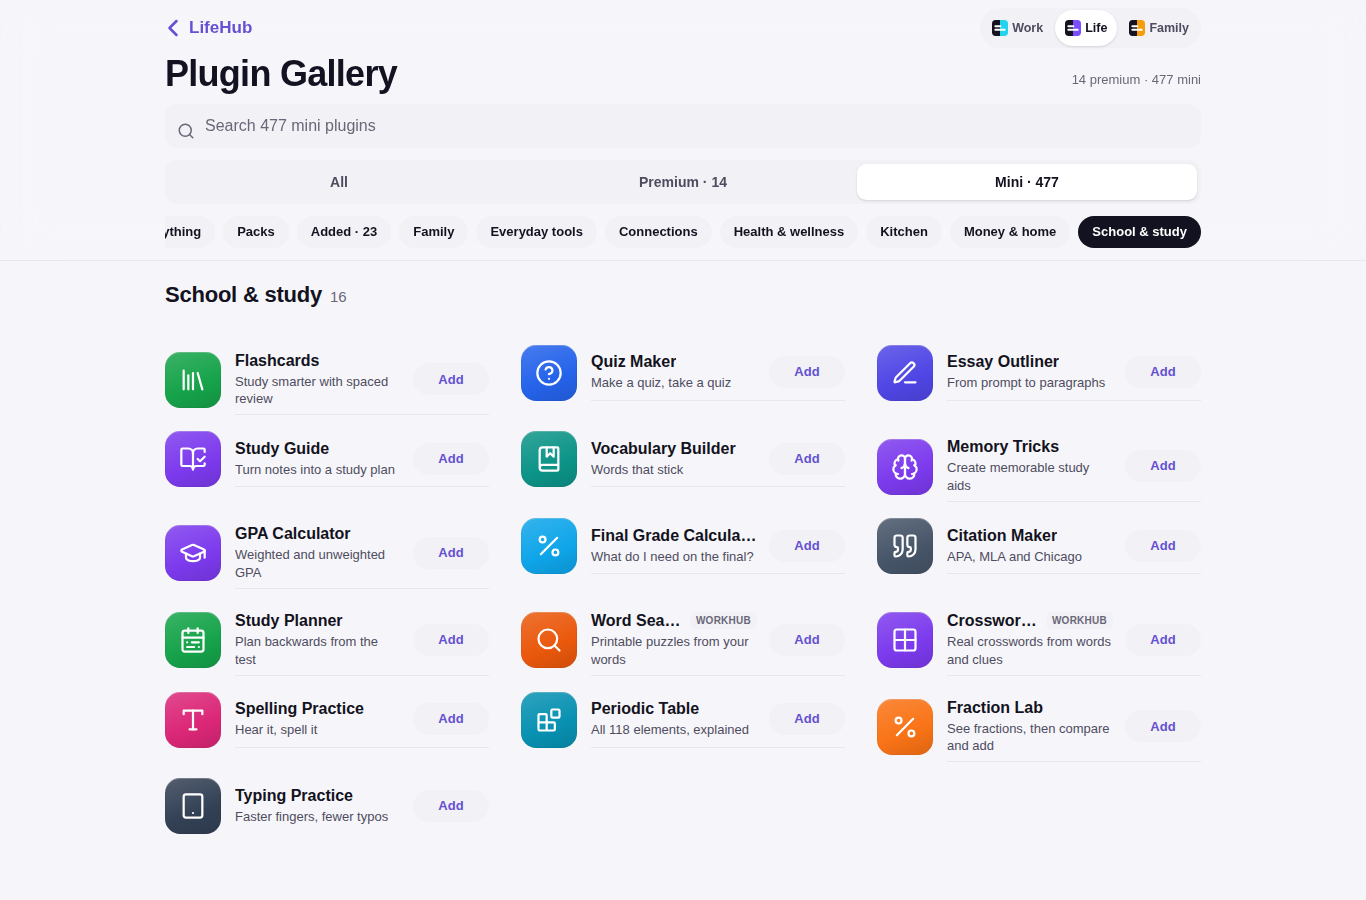 LifeHub
Work
Life
Family
Plugin Gallery
14 premium · 477 mini
Search 477 mini plugins
All
Premium · 14
Mini · 477
ything
Packs
Added · 23
Family
Everyday tools
Connections
Health & wellness
Kitchen
Money & home
School & study
School & study 16
Flashcards
Study smarter with spaced
review
Add
Quiz Maker
Make a quiz, take a quiz
Add
Essay Outliner
From prompt to paragraphs
Add
Study Guide
Turn notes into a study plan
Add
Vocabulary Builder
Words that stick
Add
Memory Tricks
Create memorable study
aids
Add
GPA Calculator
Weighted and unweighted
GPA
Add
Final Grade Calcula…
What do I need on the final?
Add
Citation Maker
APA, MLA and Chicago
Add
Study Planner
Plan backwards from the
test
Add
Word Sea… WORKHUB
Printable puzzles from your
words
Add
Crosswor… WORKHUB
Real crosswords from words
and clues
Add
Spelling Practice
Hear it, spell it
Add
Periodic Table
All 118 elements, explained
Add
Fraction Lab
See fractions, then compare
and add
Add
Typing Practice
Faster fingers, fewer typos
Add